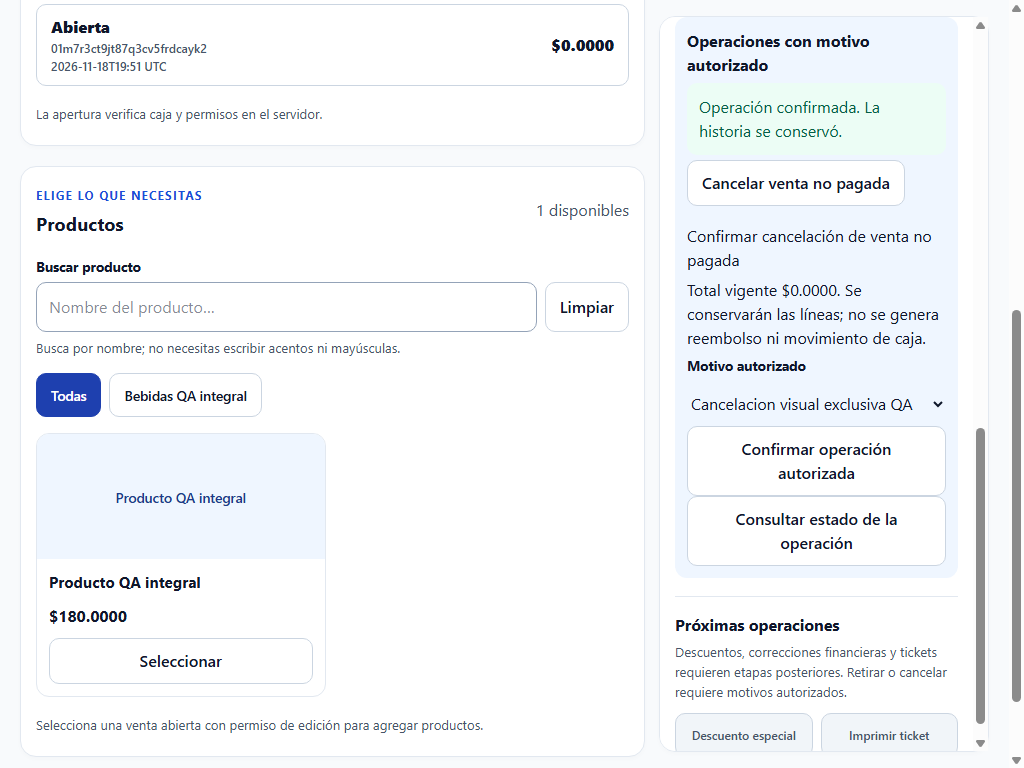 Abierta
01m7r3ct9jt87q3cv5frdcayk2
2026-11-18T19:51 UTC
$0.0000
La apertura verifica caja y permisos en el servidor.
ELIGE LO QUE NECESITAS
Productos
1 disponibles
Buscar producto
Nombre del producto...
Limpiar
Busca por nombre; no necesitas escribir acentos ni mayúsculas.
Todas
Bebidas QA integral
Producto QA integral
Producto QA integral
$180.0000
Seleccionar
Selecciona una venta abierta con permiso de edición para agregar productos.
Operaciones con motivo
autorizado
Operación confirmada. La
historia se conservó.
Cancelar venta no pagada
Confirmar cancelación de venta no
pagada
Total vigente $0.0000. Se
conservarán las líneas; no se genera
reembolso ni movimiento de caja.
Motivo autorizado
Cancelacion visual exclusiva QA
Confirmar operación
autorizada
Consultar estado de la
operación
Próximas operaciones
Descuentos, correcciones financieras y tickets
requieren etapas posteriores. Retirar o cancelar
requiere motivos autorizados.
Descuento especial
Imprimir ticket